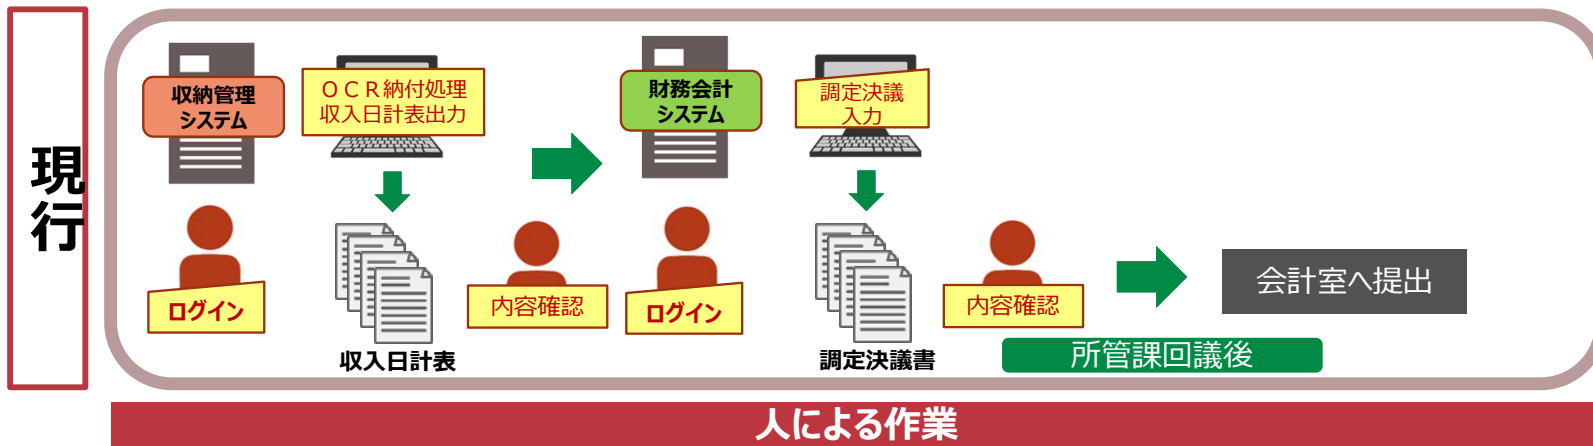 現行
収納管理
システム
ＯＣＲ納付処理
収入日計表出力
財務会計
システム
調定決議
入力
ログイン
収入日計表
内容確認
ログイン
調定決議書
内容確認
会計室へ提出
所管課回議後
人による作業